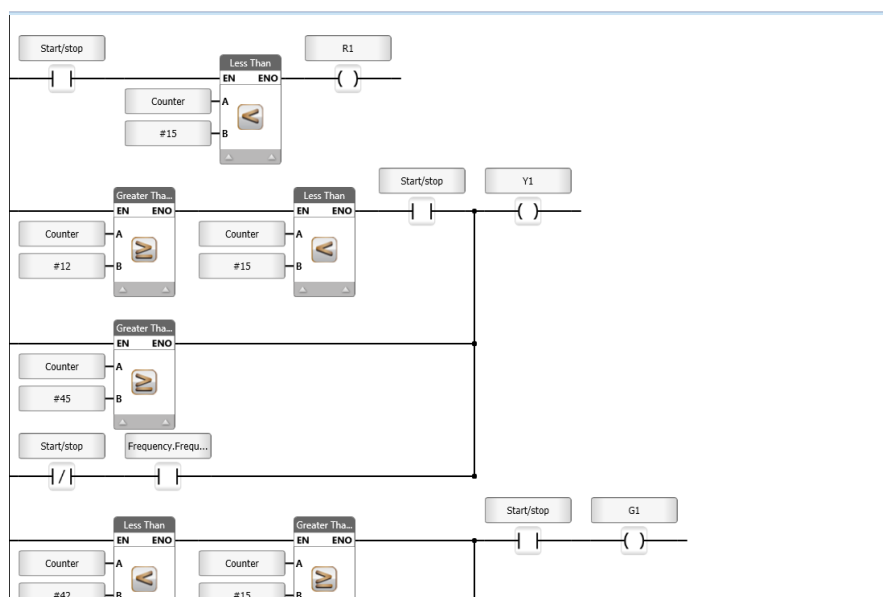 Start/stop
R1
Less Than
EN ENO
Counter A
#15 B
Start/stop
Y1
Greater Tha...
Less Than
EN ENO
EN ENO
Counter A
Counter A
#12 B
#15 B
Greater Tha...
EN ENO
Counter A
#45 B
Start/stop
Frequency.Frequ...
Start/stop
G1
Less Than
Greater Tha...
EN ENO
EN ENO
Counter A
Counter A
#42 B
#15 B